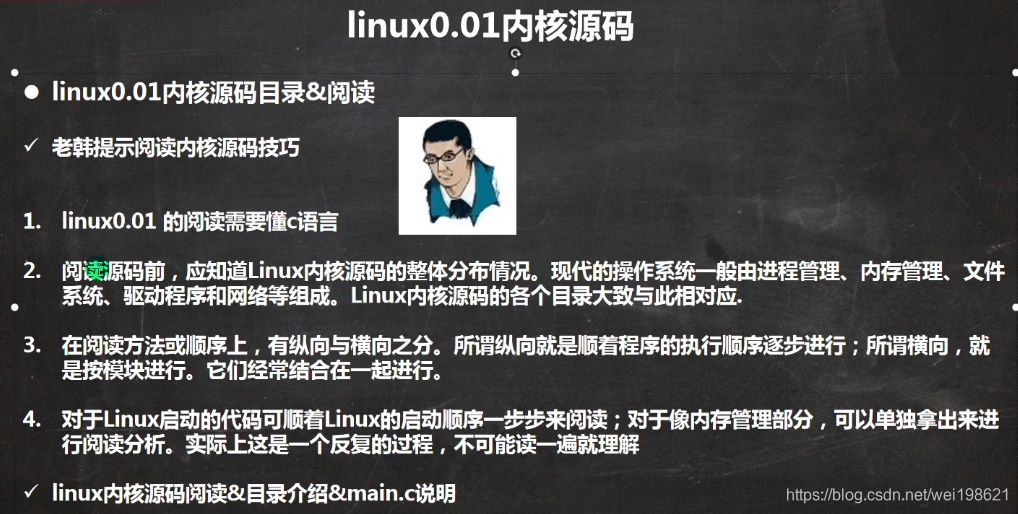 linux0.01内核源码
● linux0.01内核源码目录&阅读
✓ 老韩提示阅读内核源码技巧
1. linux0.01 的阅读需要懂c语言
2. 阅读源码前，应知道Linux内核源码的整体分布情况。现代的操作系统一般由进程管理、内存管理、文件
系统、驱动程序和网络等组成。Linux内核源码的各个目录大致与此相对应.
3. 在阅读方法或顺序上，有纵向与横向之分。所谓纵向就是顺着程序的执行顺序逐步进行；所谓横向，就
是按模块进行。它们经常结合在一起进行。
4. 对于Linux启动的代码可顺着Linux的启动顺序一步步来阅读；对于像内存管理部分，可以单独拿出来进
行阅读分析。实际上这是一个反复的过程，不可能读一遍就理解
✓ linux内核源码阅读&目录介绍&main.c说明
https://blog.csdn.net/wei198621